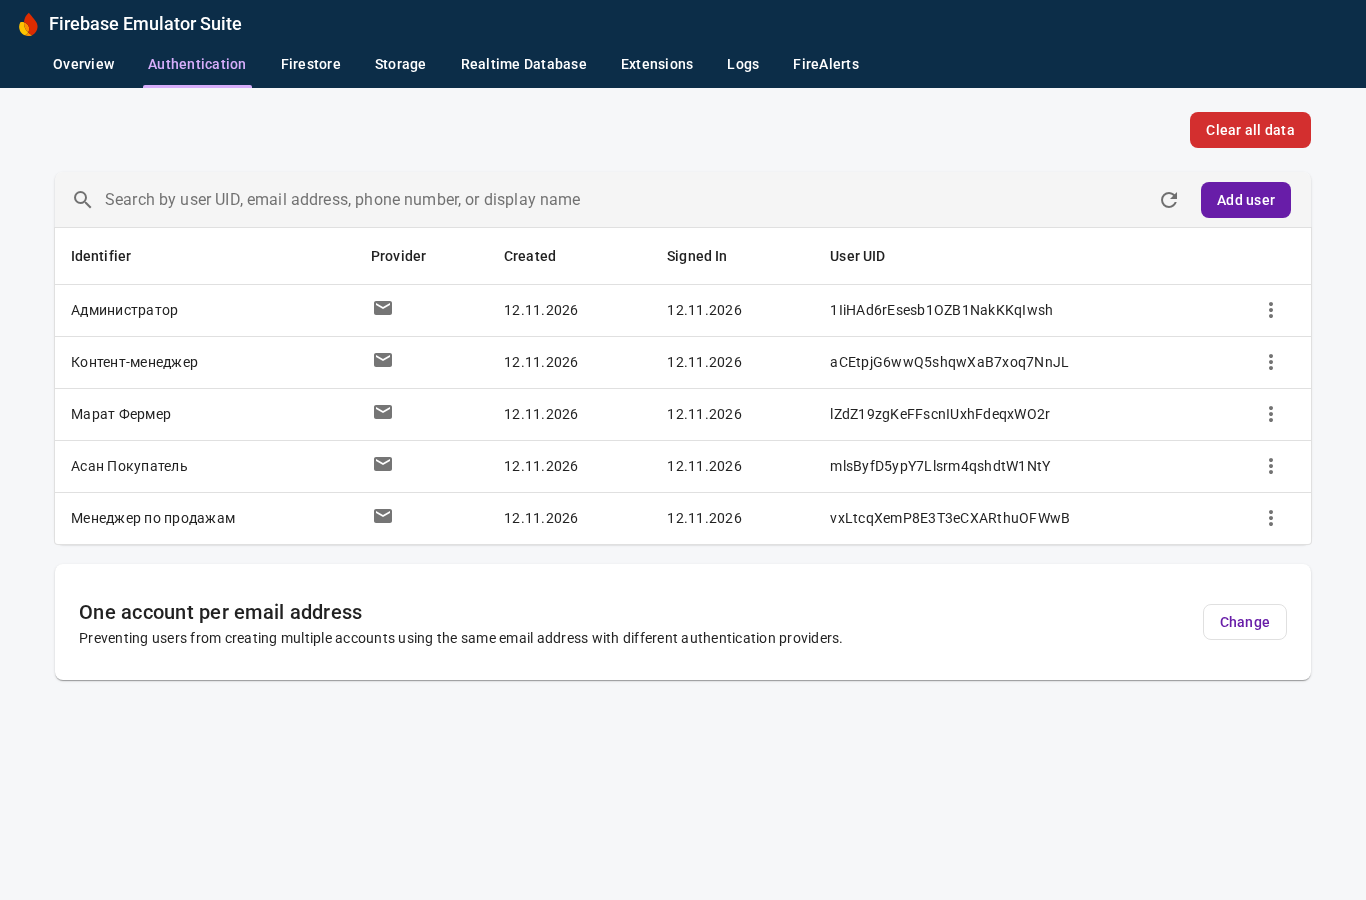 Firebase Emulator Suite
Overview Authentication Firestore Storage Realtime Database Extensions Logs FireAlerts
Clear all data
Search by user UID, email address, phone number, or display name Add user
Identifier Provider Created Signed In User UID
Администратор 12.11.2026 12.11.2026 1IiHAd6rEsesb1OZB1NakKKqIwsh
Контент-менеджер 12.11.2026 12.11.2026 aCEtpjG6wwQ5shqwXaB7xoq7NnJL
Марат Фермер 12.11.2026 12.11.2026 lZdZ19zgKeFFscnIUxhFdeqxWO2r
Асан Покупатель 12.11.2026 12.11.2026 mlsByfD5ypY7Llsrm4qshdtW1NtY
Менеджер по продажам 12.11.2026 12.11.2026 vxLtcqXemP8E3T3eCXARthuOFWwB
One account per email address
Preventing users from creating multiple accounts using the same email address with different authentication providers.
Change